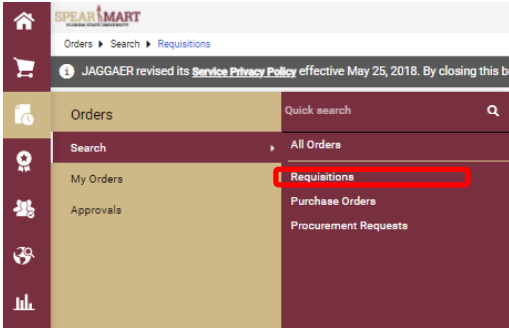 SPEARMART
FLORIDA STATE UNIVERSITY
Orders Search Requisitions
i JAGGAER revised its Service Privacy Policy effective May 25, 2018. By closing this b
Orders
Quick search
Search
All Orders
My Orders
Requisitions
Approvals
Purchase Orders
Procurement Requests